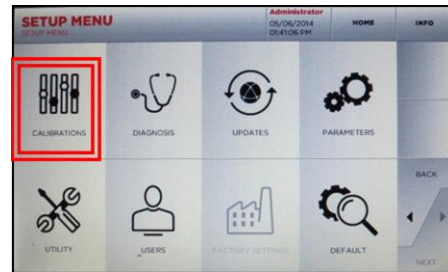 SETUP MENU
SETUP MENU
Administrator
05/06/2014
01:41:06 PM
HOME
INFO
CALIBRATIONS
DIAGNOSIS
UPDATES
PARAMETERS
BACK
UTILITY
USERS
FACTORY SETTINGS
DEFAULT
NEXT